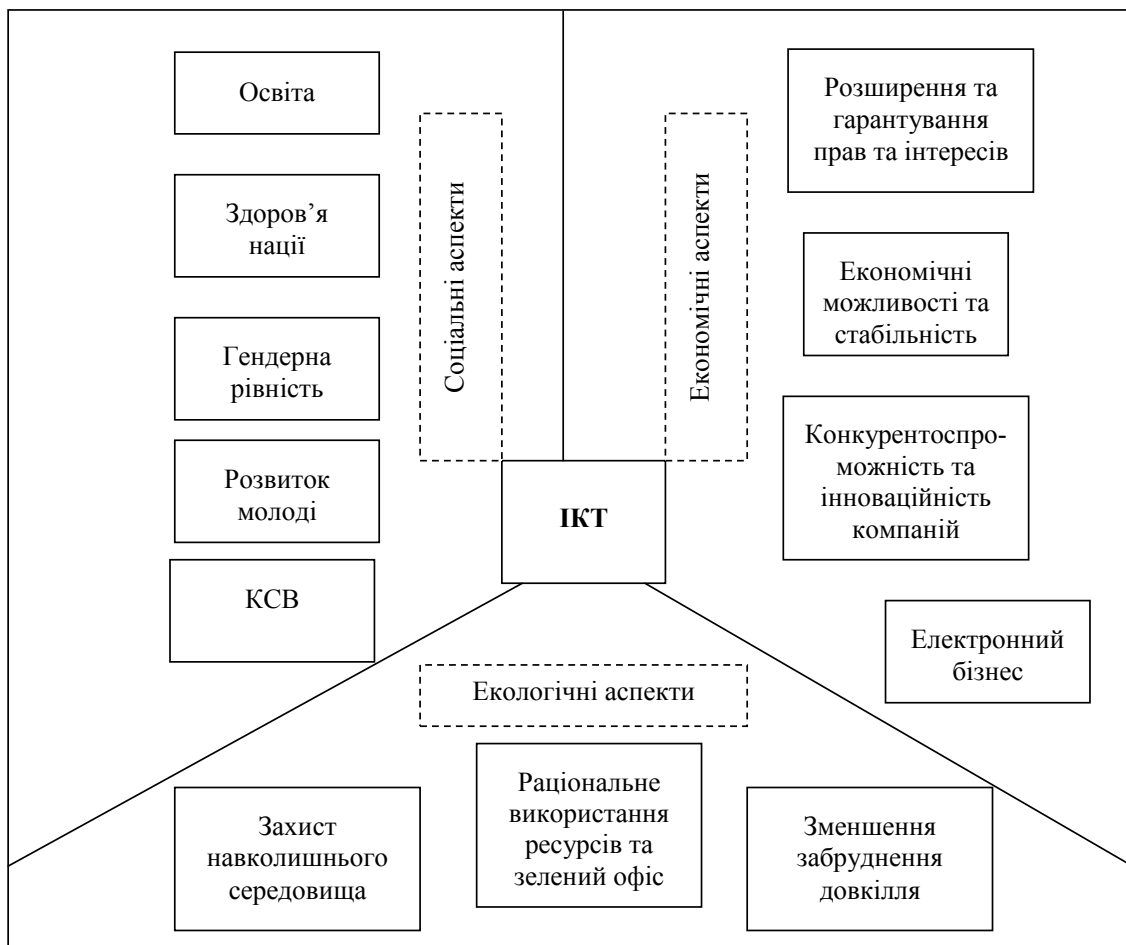 Освіта
Здоров’я
нації
Гендерна
рівність
Розвиток
молоді
КСВ
Соціальні аспекти
Економічні аспекти
Розширення та
гарантування
прав та інтересів
Економічні
можливості та
стабільність
Конкурентоспро-
можність та
інноваційність
компаній
Електронний
бізнес
ІКТ
Екологічні аспекти
Захист
навколишнього
середовища
Раціональне
використання
ресурсів та
зелений офіс
Зменшення
забруднення
довкілля